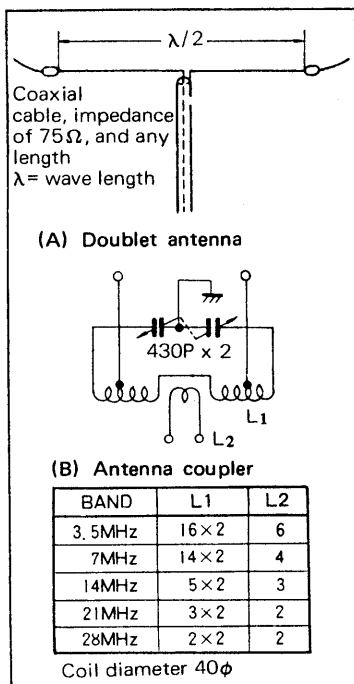 λ/2
Coaxial
cable, impedance
of 75Ω, and any
length
λ= wave length
(A) Doublet antenna
430P x 2
L1
L2
(B) Antenna coupler
BAND L1 L2
3.5MHz 16×2 6
7MHz 14×2 4
14MHz 5×2 3
21MHz 3×2 2
28MHz 2×2 2
Coil diameter 40φ